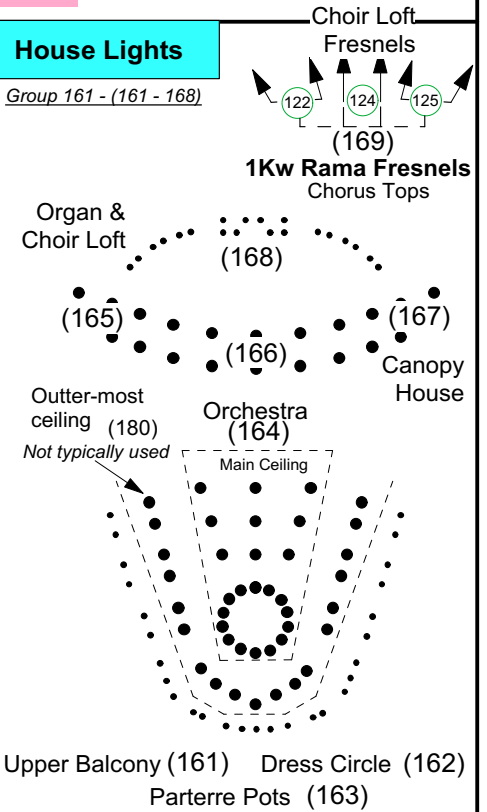 Choir Loft
Fresnels
House Lights
Group 161 - (161 - 168)
122
124
125
(169)
1Kw Rama Fresnels
Chorus Tops
Organ &
Choir Loft
(168)
(165)
(167)
(166)
Canopy
House
Outter-most
ceiling (180)
Not typically used
Orchestra
(164)
Main Ceiling
Upper Balcony (161) Dress Circle (162)
Parterre Pots (163)